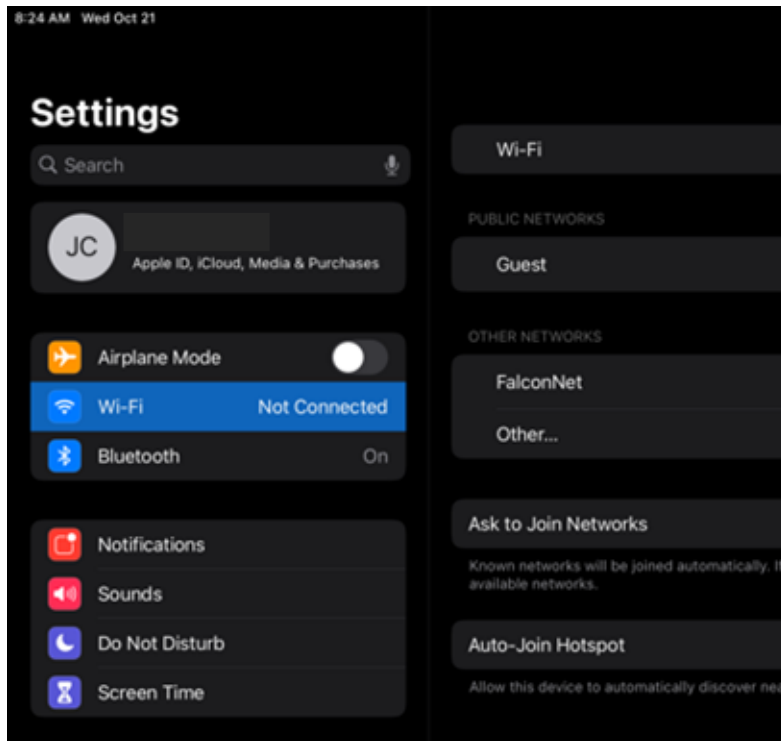 8:24 AM Wed Oct 21
Settings
Search
JC
Apple ID, iCloud, Media & Purchases
Airplane Mode
Wi-Fi Not Connected
Bluetooth On
Notifications
Sounds
Do Not Disturb
Screen Time
Wi-Fi
PUBLIC NETWORKS
Guest
OTHER NETWORKS
FalconNet
Other...
Ask to Join Networks
Known networks will be joined automatically. If
available networks.
Auto-Join Hotspot
Allow this device to automatically discover nea